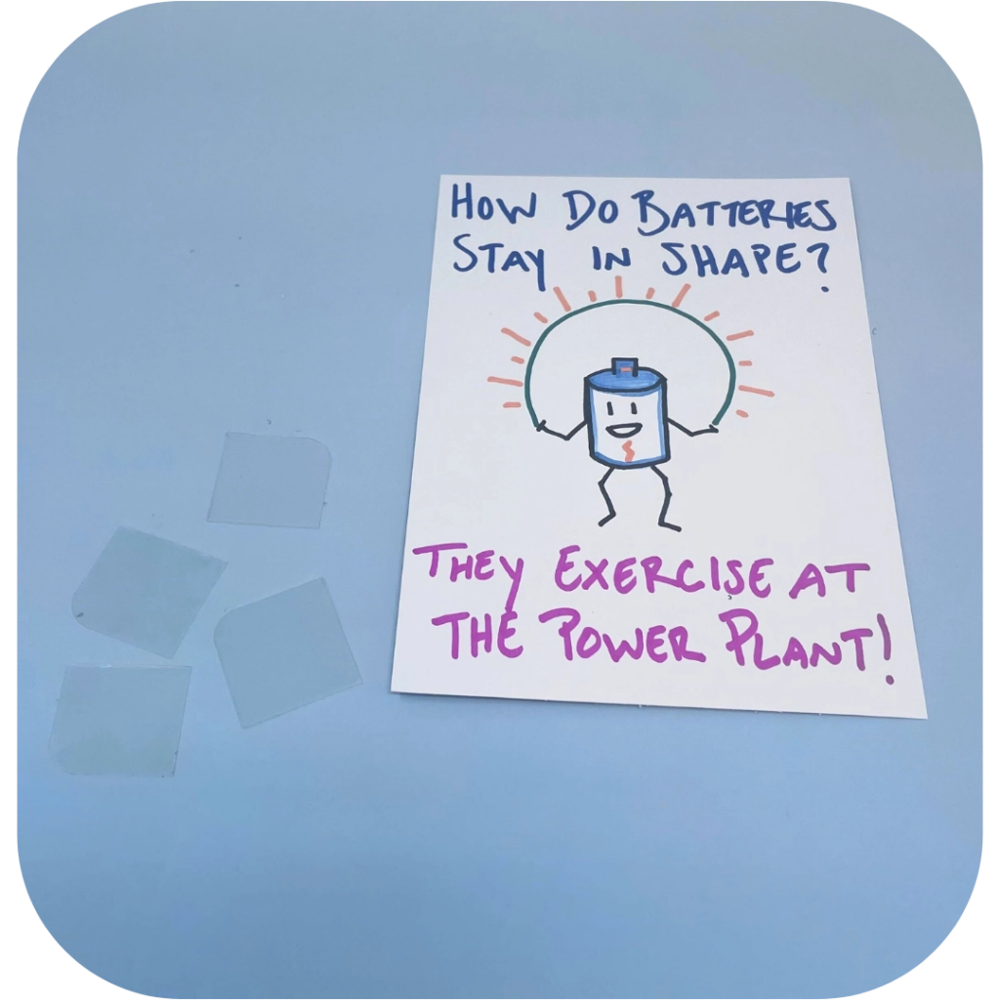 How Do Batteries
Stay in Shape?
They Exercise at
the Power Plant!